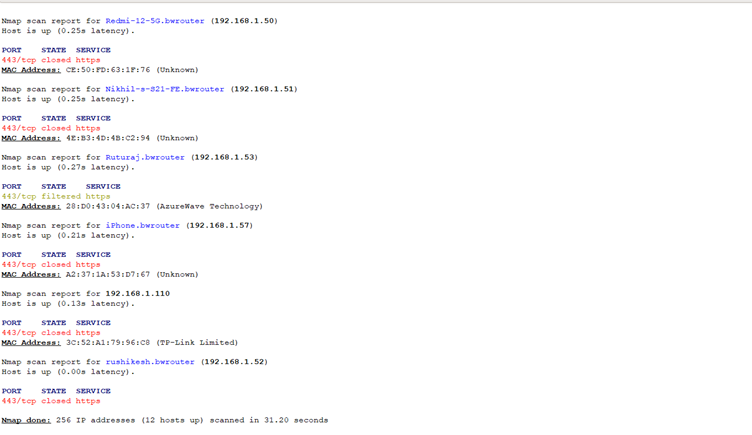 Nmap scan report for Redmi-12-5G.bwrouter (192.168.1.50)
Host is up (0.25s latency).
PORT STATE SERVICE
443/tcp closed https
MAC Address: CE:50:FD:63:1F:76 (Unknown)
Nmap scan report for Nikhil-s-S21-FE.bwrouter (192.168.1.51)
Host is up (0.25s latency).
PORT STATE SERVICE
443/tcp closed https
MAC Address: 4E:B3:4D:4B:C2:94 (Unknown)
Nmap scan report for Ruturaj.bwrouter (192.168.1.53)
Host is up (0.27s latency).
PORT STATE SERVICE
443/tcp filtered https
MAC Address: 28:D0:43:04:AC:37 (AzureWave Technology)
Nmap scan report for iPhone.bwrouter (192.168.1.57)
Host is up (0.21s latency).
PORT STATE SERVICE
443/tcp closed https
MAC Address: A2:37:1A:53:D7:67 (Unknown)
Nmap scan report for 192.168.1.110
Host is up (0.13s latency).
PORT STATE SERVICE
443/tcp closed https
MAC Address: 3C:52:A1:79:96:C8 (TP-Link Limited)
Nmap scan report for rushikesh.bwrouter (192.168.1.52)
Host is up (0.00s latency).
PORT STATE SERVICE
443/tcp closed https
Nmap done: 256 IP addresses (12 hosts up) scanned in 31.20 seconds